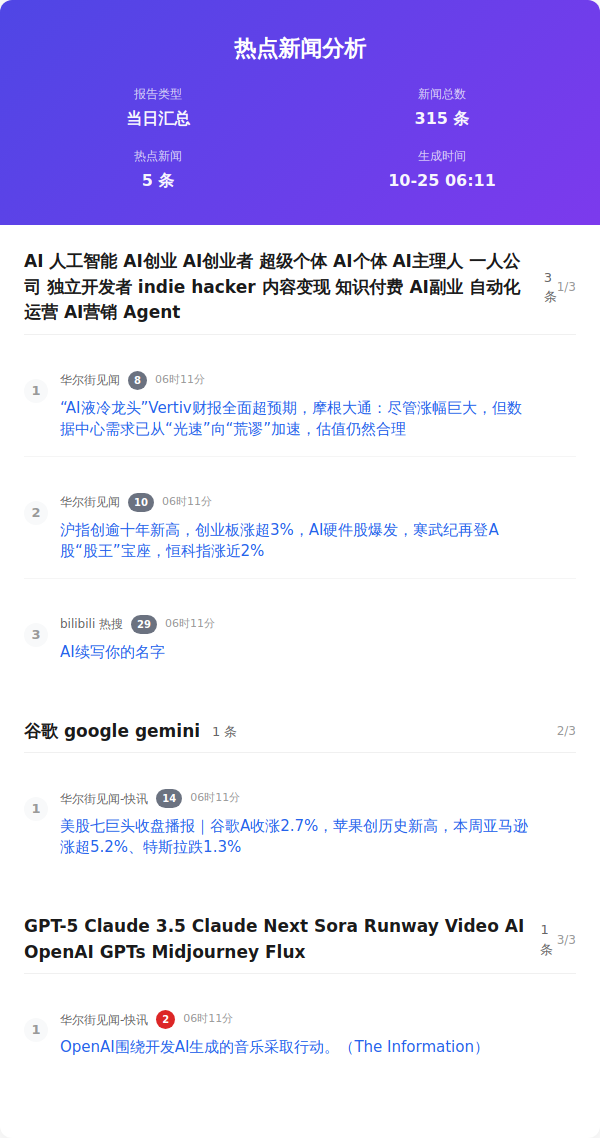 热点新闻分析
报告类型
新闻总数
当日汇总
315 条
热点新闻
生成时间
5 条
10-25 06:11
AI 人工智能 AI创业 AI创业者 超级个体 AI个体 AI主理人 一人公
司 独立开发者 indie hacker 内容变现 知识付费 AI副业 自动化
运营 AI营销 Agent
3
条
1/3
1
华尔街见闻 8 06时11分
“AI液冷龙头”Vertiv财报全面超预期，摩根大通：尽管涨幅巨大，但数
据中心需求已从“光速”向“荒谬”加速，估值仍然合理
2
华尔街见闻 10 06时11分
沪指创逾十年新高，创业板涨超3%，AI硬件股爆发，寒武纪再登A
股“股王”宝座，恒科指涨近2%
3
bilibili 热搜 29 06时11分
AI续写你的名字
谷歌 google gemini 1 条 2/3
1
华尔街见闻-快讯 14 06时11分
美股七巨头收盘播报｜谷歌A收涨2.7%，苹果创历史新高，本周亚马逊
涨超5.2%、特斯拉跌1.3%
GPT-5 Claude 3.5 Claude Next Sora Runway Video AI
OpenAI GPTs Midjourney Flux
1
条
3/3
1
华尔街见闻-快讯 2 06时11分
OpenAI围绕开发AI生成的音乐采取行动。（The Information）